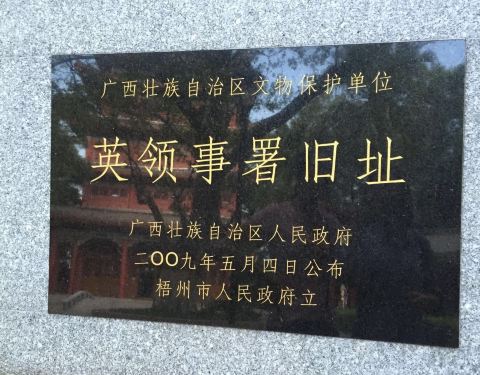 广西壮族自治区文物保护单位
英领事署旧址
广西壮族自治区人民政府
二〇〇九年五月四日公布
梧州市人民政府立